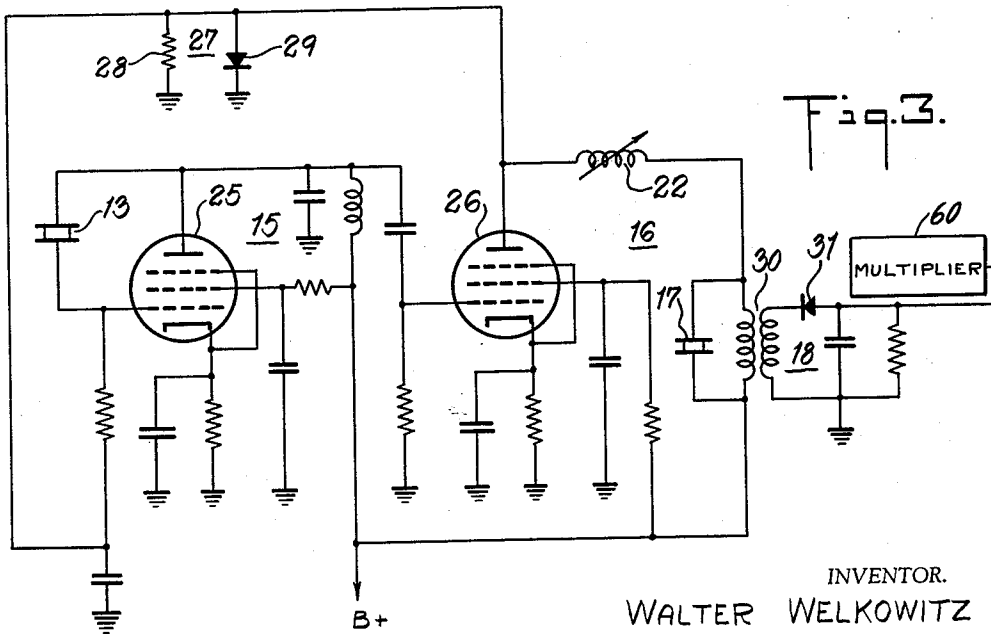 27
28
29
Fig.3.
13
25
15
26
22
16
60
MULTIPLIER
17
30
31
18
B+
INVENTOR.
WALTER WELKOWITZ